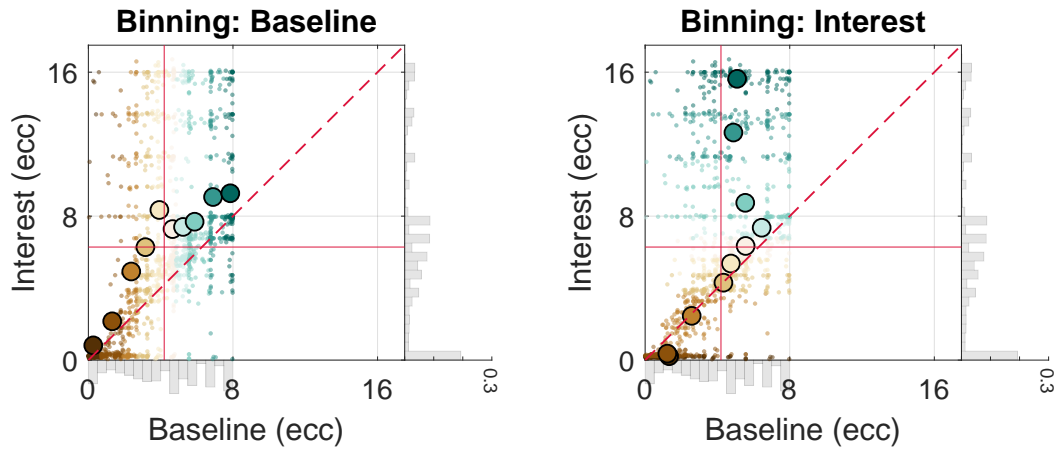 Binning: Baseline
Interest (ecc)
16
8
0
0
8
16
0.3
Baseline (ecc)
Binning: Interest
Interest (ecc)
16
8
0
0
8
16
0.3
Baseline (ecc)